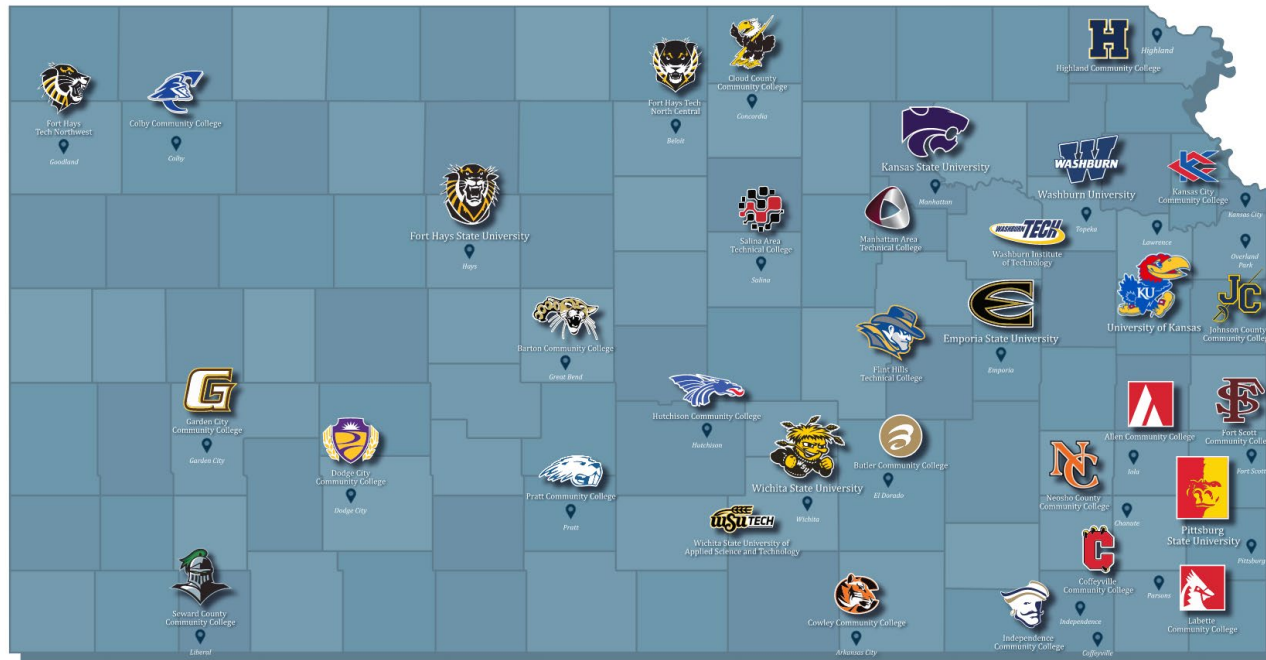 Fort Hays
Tech Northwest
Goodland
Colby Community College
Colby
Fort Hays State University
Hays
Fort Hays Tech
North Central
Beloit
Cloud County
Community College
Concordia
H
Highland Community College
Highland
Kansas State University
Manhattan
W
WASHBURN
Washburn University
Topeka
KC
Kansas City
Community College
Kansas City
Salina Area
Technical College
Salina
Manhattan Area
Technical College
WASHBURN TECH
Washburn Institute
of Technology
Lawrence
Overland
Park
KU
University of Kansas
JC
Johnson County
Community Colle
Barton Community College
Great Bend
Flint Hills
Technical College
E
Emporia State University
Emporia
G
Garden City
Community College
Garden City
Dodge City
Community College
Dodge City
Hutchison Community College
Hutchison
Pratt Community College
Pratt
WSU
Wichita State University
Wichita
Butler Community College
El Dorado
WSU TECH
Wichita State University of
Applied Science and Technology
Allen Community College
Iola
FS
Fort Scott
Community Colle
Fort Scott
NC
Neosho County
Community College
Chanute
Pittsburg
State University
Pittsburg
Seward County
Community College
Liberal
C
Cowley Community College
Arkansas City
Independence
Community College
Independence
C
Coffeyville
Community College
Coffeyville
Parsons
Labette
Community College